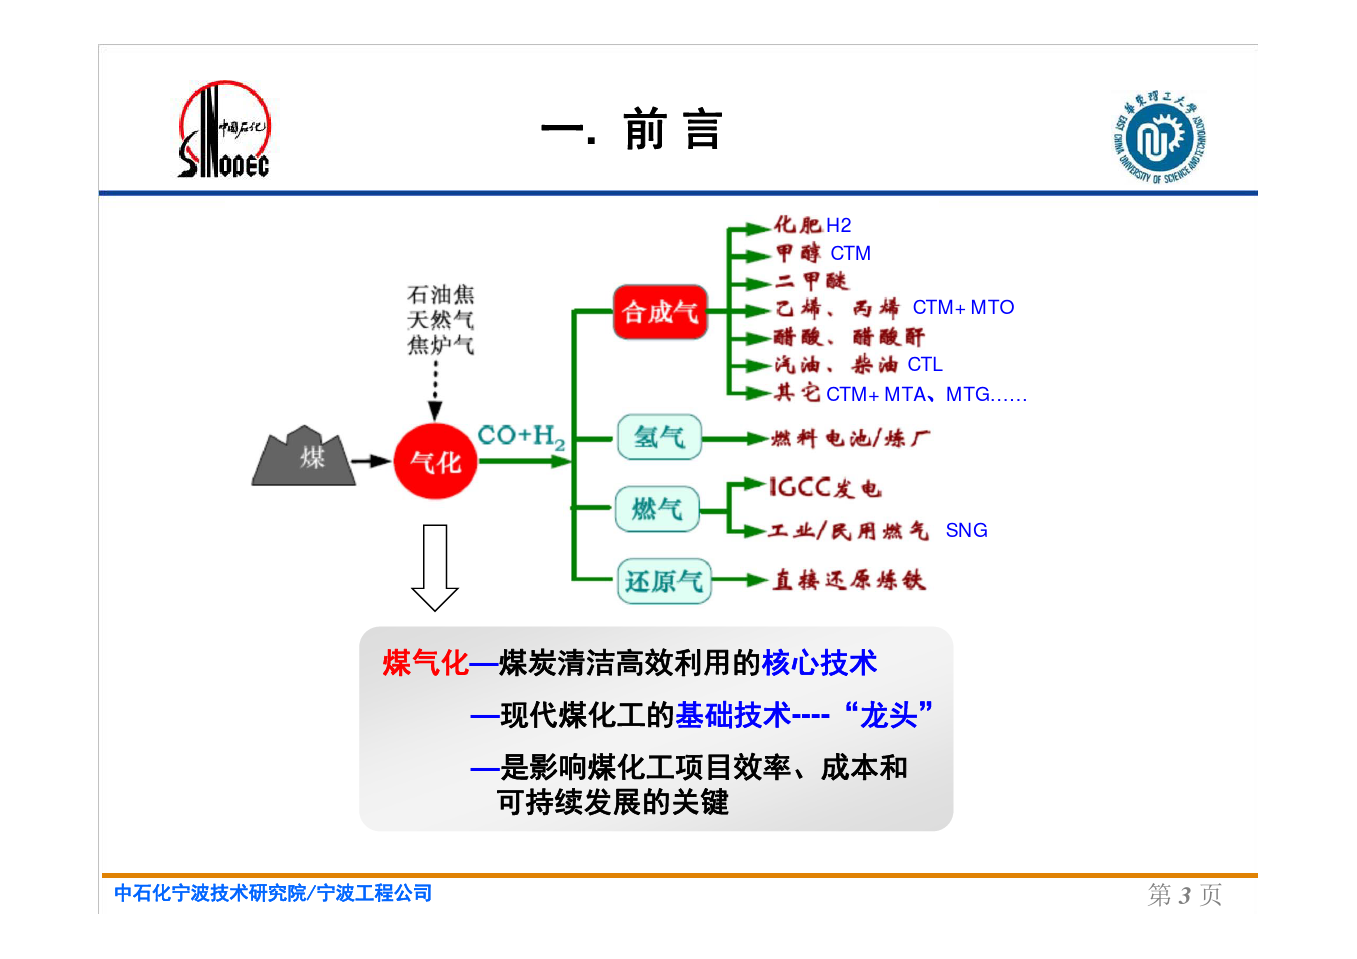 中国石化
SINOPEC
一. 前 言
华东理工大学
EAST CHINA UNIVERSITY OF SCIENCE AND TECHNOLOGY
石油焦
天然气
焦炉气
煤
气化
CO+H2
合成气
化肥 H2
甲醇 CTM
二甲醚
乙烯、丙烯 CTM+ MTO
醋酸、醋酸酐
汽油、柴油 CTL
其它 CTM+ MTA、MTG……
氢气
燃料电池/炼厂
燃气
IGCC发电
工业/民用燃气 SNG
还原气
直接还原炼铁
煤气化—煤炭清洁高效利用的核心技术
—现代煤化工的基础技术----“龙头”
—是影响煤化工项目效率、成本和
可持续发展的关键
中石化宁波技术研究院/宁波工程公司
第 3 页